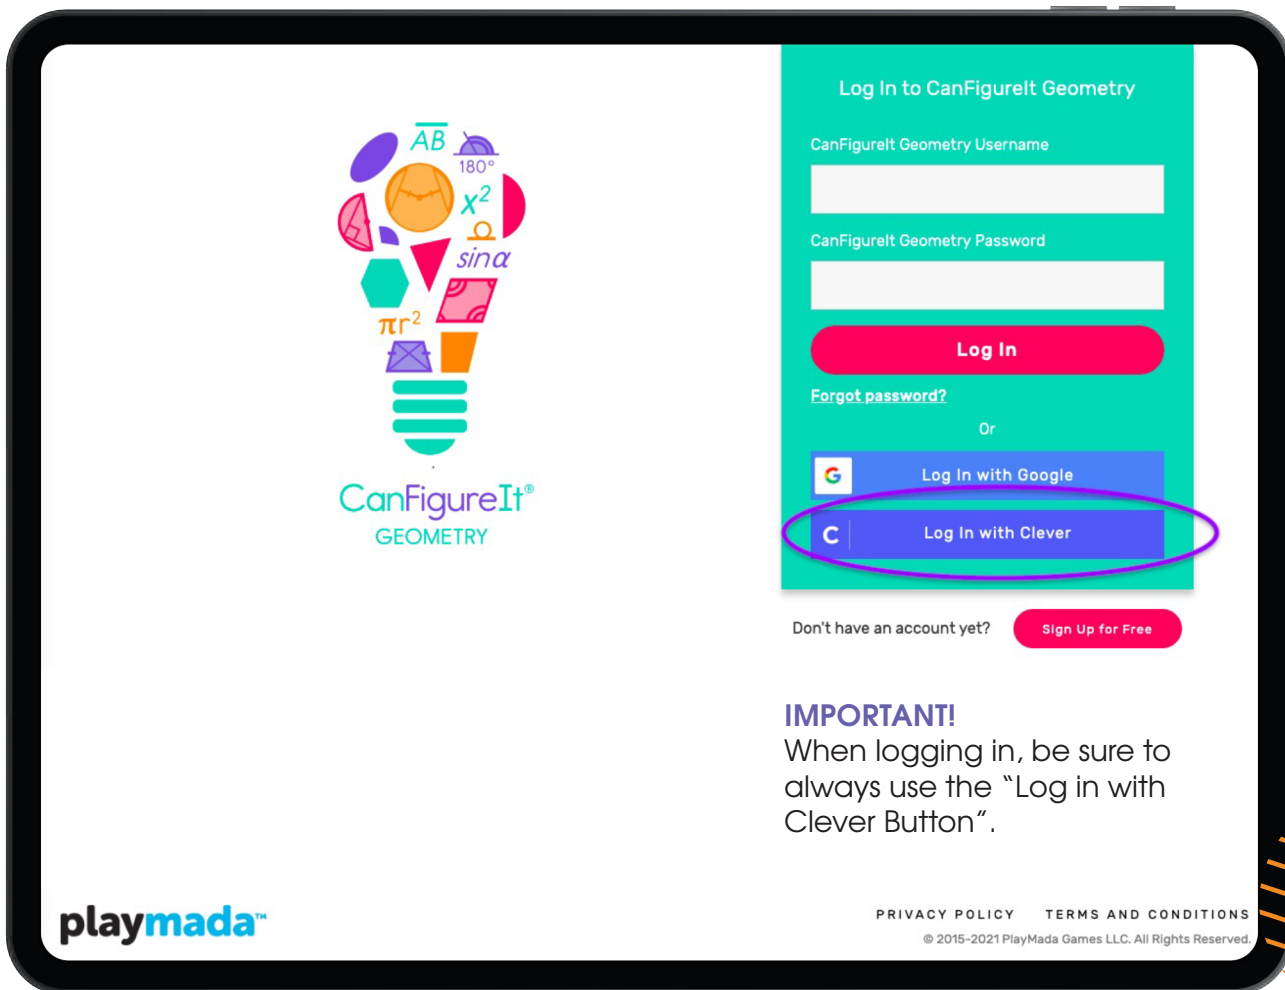 AB
180°
x²
sinα
πr²
CanFigureIt®
GEOMETRY
Log In to CanFigureIt Geometry
CanFigureIt Geometry Username
CanFigureIt Geometry Password
Log In
Forgot password?
Or
G Log In with Google
C Log In with Clever
Don't have an account yet? Sign Up for Free
IMPORTANT!
When logging in, be sure to
always use the “Log in with
Clever Button”.
playmada™
PRIVACY POLICY TERMS AND CONDITIONS
© 2015-2021 PlayMada Games LLC. All Rights Reserved.